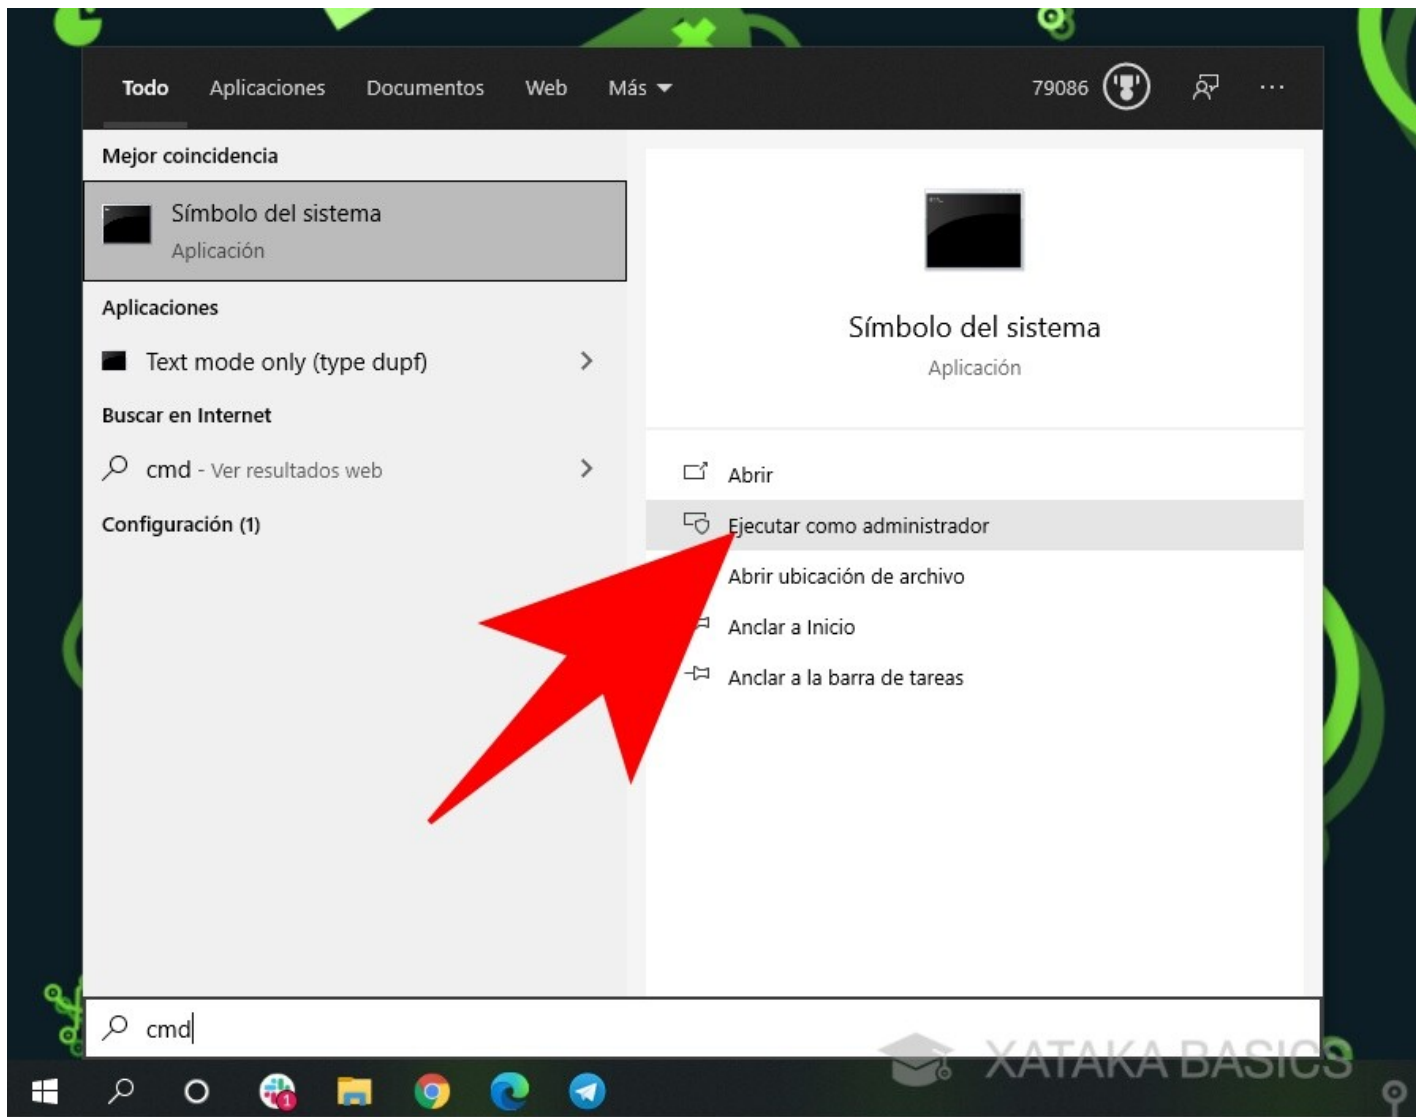 Todo Aplicaciones Documentos Web Más 79086 ...
Mejor coincidencia
Símbolo del sistema
Aplicación
Aplicaciones
Text mode only (type dupf)
Buscar en Internet
cmd - Ver resultados web
Configuración (1)
Símbolo del sistema
Aplicación
Abrir
Ejecutar como administrador
Abrir ubicación de archivo
Anclar a Inicio
Anclar a la barra de tareas
cmd
XATAKA BASICS
1